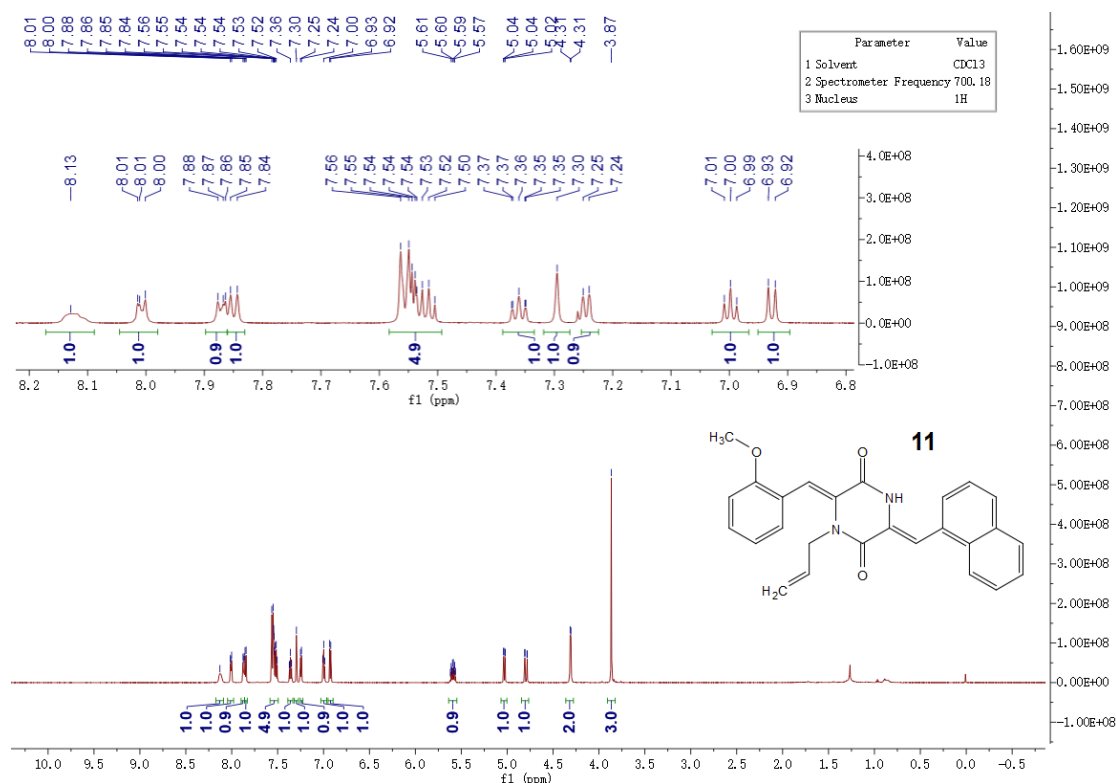 8.01 8.00 7.88 7.86 7.85 7.84 7.56 7.55 7.54 7.54 7.54 7.53 7.52 7.36 7.30 7.25 7.24 7.00 6.93 6.92 5.61 5.60 5.59 5.57 5.04 5.04 5.02 4.31 4.31 3.87
Parameter Value
1 Solvent CDCl3
2 Spectrometer Frequency 700.18
3 Nucleus 1H
8.13 8.01 8.01 8.00 7.88 7.87 7.86 7.85 7.84 7.56 7.55 7.54 7.54 7.54 7.53 7.52 7.50 7.37 7.37 7.36 7.35 7.35 7.30 7.25 7.24 7.01 7.00 6.99 6.93 6.92
4.0E+08
3.0E+08
2.0E+08
1.0E+08
0.0E+00
-1.0E+08
1.0 1.0 0.9 1.0 4.9 1.0 1.0 0.9 1.0 1.0
8.2 8.1 8.0 7.9 7.8 7.7 7.6 7.5 7.4 7.3 7.2 7.1 7.0 6.9 6.8
f1 (ppm)
1.60E+09
1.50E+09
1.40E+09
1.30E+09
1.20E+09
1.10E+09
1.00E+09
9.00E+08
8.00E+08
7.00E+08
6.00E+08
5.00E+08
4.00E+08
3.00E+08
2.00E+08
1.00E+08
0.00E+00
-1.00E+08
11
H3C
O
O
NH
N
O
H2C
1.0 1.0 0.9 1.0 4.9 1.0 1.0 0.9 1.0 1.0 0.9 1.0 1.0 2.0 3.0
10.0 9.5 9.0 8.5 8.0 7.5 7.0 6.5 6.0 5.5 5.0 4.5 4.0 3.5 3.0 2.5 2.0 1.5 1.0 0.5 0.0 -0.5
f1 (ppm)